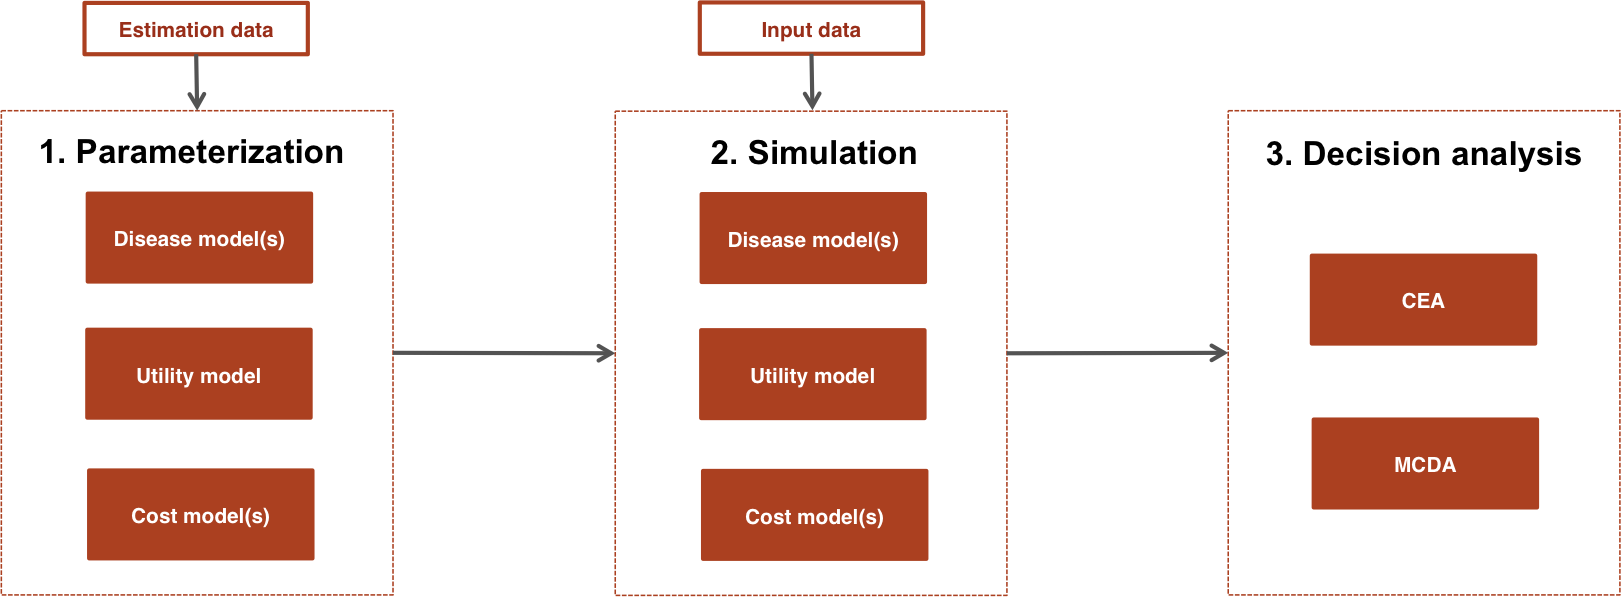 Estimation data
Input data
1. Parameterization
2. Simulation
3. Decision analysis
Disease model(s)
Disease model(s)
CEA
Utility model
Utility model
MCDA
Cost model(s)
Cost model(s)